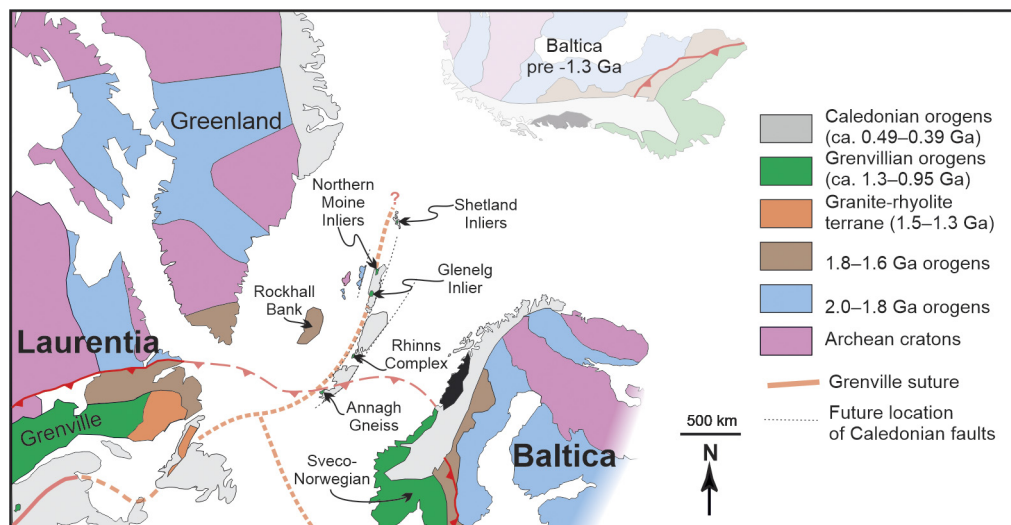 Baltica
pre -1.3 Ga
Greenland
Northern
Moine
Inliers
?
Shetland
Inliers
Glenelg
Inlier
Rockhall
Bank
Laurentia
Rhinns
Complex
Grenville
Annagh
Gneiss
Sveco-
Norwegian
Baltica
500 km
N
Caledonian orogens
(ca. 0.49–0.39 Ga)
Grenvillian orogens
(ca. 1.3–0.95 Ga)
Granite-rhyolite
terrane (1.5–1.3 Ga)
1.8–1.6 Ga orogens
2.0–1.8 Ga orogens
Archean cratons
Grenville suture
Future location
of Caledonian faults